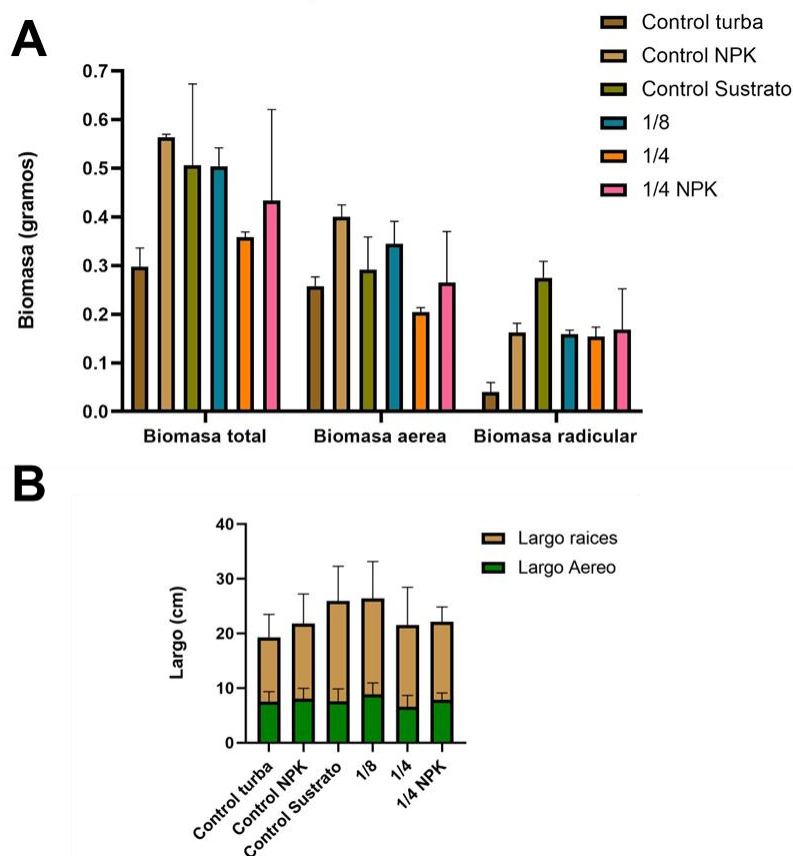 A
Control turba
Control NPK
Control Sustrato
1/8
1/4
1/4 NPK
Biomasa (gramos)
0.7
0.6
0.5
0.4
0.3
0.2
0.1
0.0
Biomasa total Biomasa aerea Biomasa radicular
B
Largo raices
Largo Aereo
Largo (cm)
40
30
20
10
0
Control turba
Control NPK
Control Sustrato
1/8
1/4
1/4 NPK